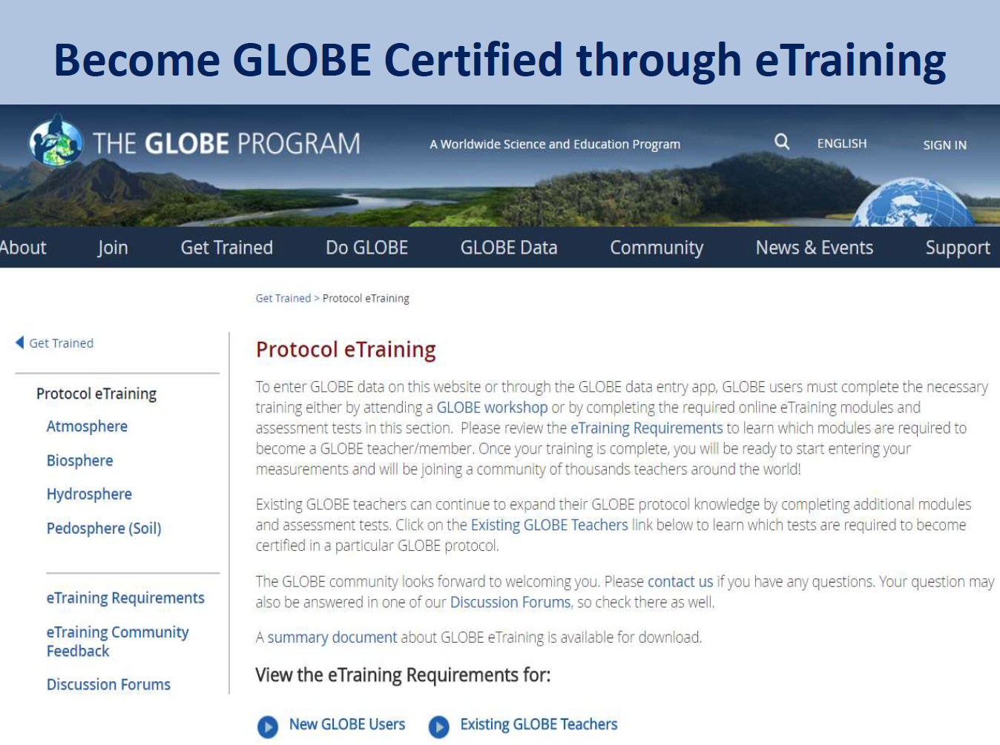 Become GLOBE Certified through eTraining
THE GLOBE PROGRAM
A Worldwide Science and Education Program
ENGLISH
SIGN IN
About Join Get Trained Do GLOBE GLOBE Data Community News & Events Support
Get Trained > Protocol eTraining
Get Trained
Protocol eTraining
Atmosphere
Biosphere
Hydrosphere
Pedosphere (Soil)
eTraining Requirements
eTraining Community
Feedback
Discussion Forums
Protocol eTraining
To enter GLOBE data on this website or through the GLOBE data entry app, GLOBE users must complete the necessary
training either by attending a GLOBE workshop or by completing the required online eTraining modules and
assessment tests in this section. Please review the eTraining Requirements to learn which modules are required to
become a GLOBE teacher/member. Once your training is complete, you will be ready to start entering your
measurements and will be joining a community of thousands teachers around the world!
Existing GLOBE teachers can continue to expand their GLOBE protocol knowledge by completing additional modules
and assessment tests. Click on the Existing GLOBE Teachers link below to learn which tests are required to become
certified in a particular GLOBE protocol.
The GLOBE community looks forward to welcoming you. Please contact us if you have any questions. Your question may
also be answered in one of our Discussion Forums, so check there as well.
A summary document about GLOBE eTraining is available for download.
View the eTraining Requirements for:
New GLOBE Users
Existing GLOBE Teachers